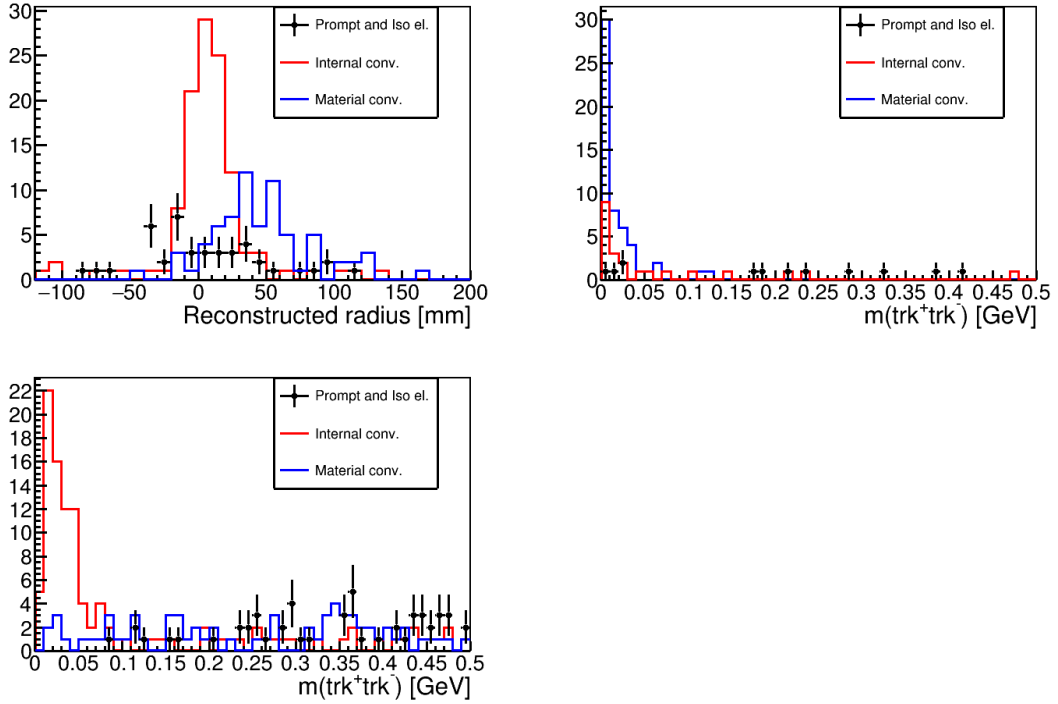 30
25
20
15
10
5
0
−100 −50 0 50 100 150 200
Reconstructed radius [mm]
Prompt and Iso el.
Internal conv.
Material conv.
30
25
20
15
10
5
0
0 0.05 0.1 0.15 0.2 0.25 0.3 0.35 0.4 0.45 0.5
m(trk⁺trk⁻) [GeV]
Prompt and Iso el.
Internal conv.
Material conv.
22
20
18
16
14
12
10
8
6
4
2
0
0 0.05 0.1 0.15 0.2 0.25 0.3 0.35 0.4 0.45 0.5
m(trk⁺trk⁻) [GeV]
Prompt and Iso el.
Internal conv.
Material conv.